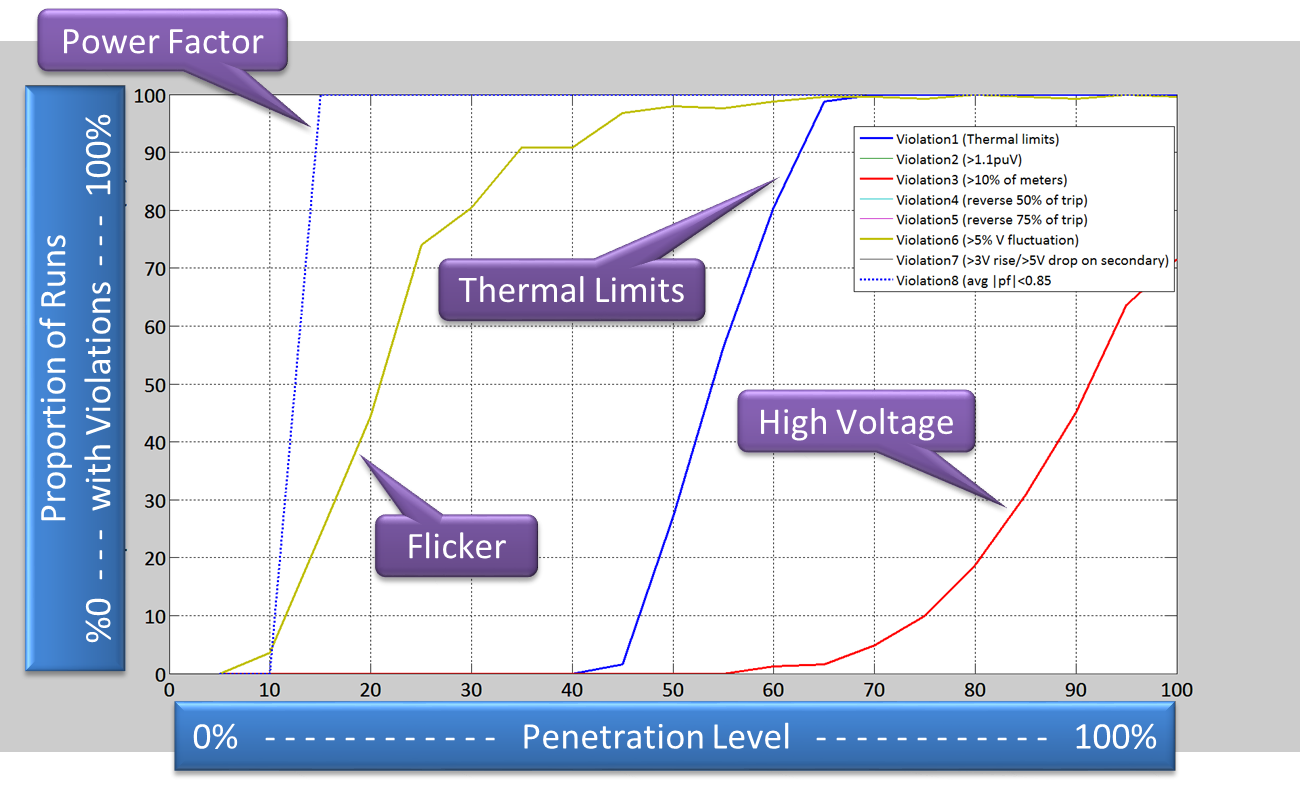 Power Factor
Proportion of Runs
%0 - - - with Violations - - - 100%
100
90
80
70
60
50
40
30
20
10
0
Violation1 (Thermal limits)
Violation2 (>1.1puV)
Violation3 (>10% of meters)
Violation4 (reverse 50% of trip)
Violation5 (reverse 75% of trip)
Violation6 (>5% V fluctuation)
Violation7 (>3V rise/>5V drop on secondary)
Violation8 (avg |pf|<0.85
Thermal Limits
High Voltage
Flicker
0 10 20 30 40 50 60 70 80 90 100
0% - - - - - - - - - - - - Penetration Level - - - - - - - - - - - - 100%